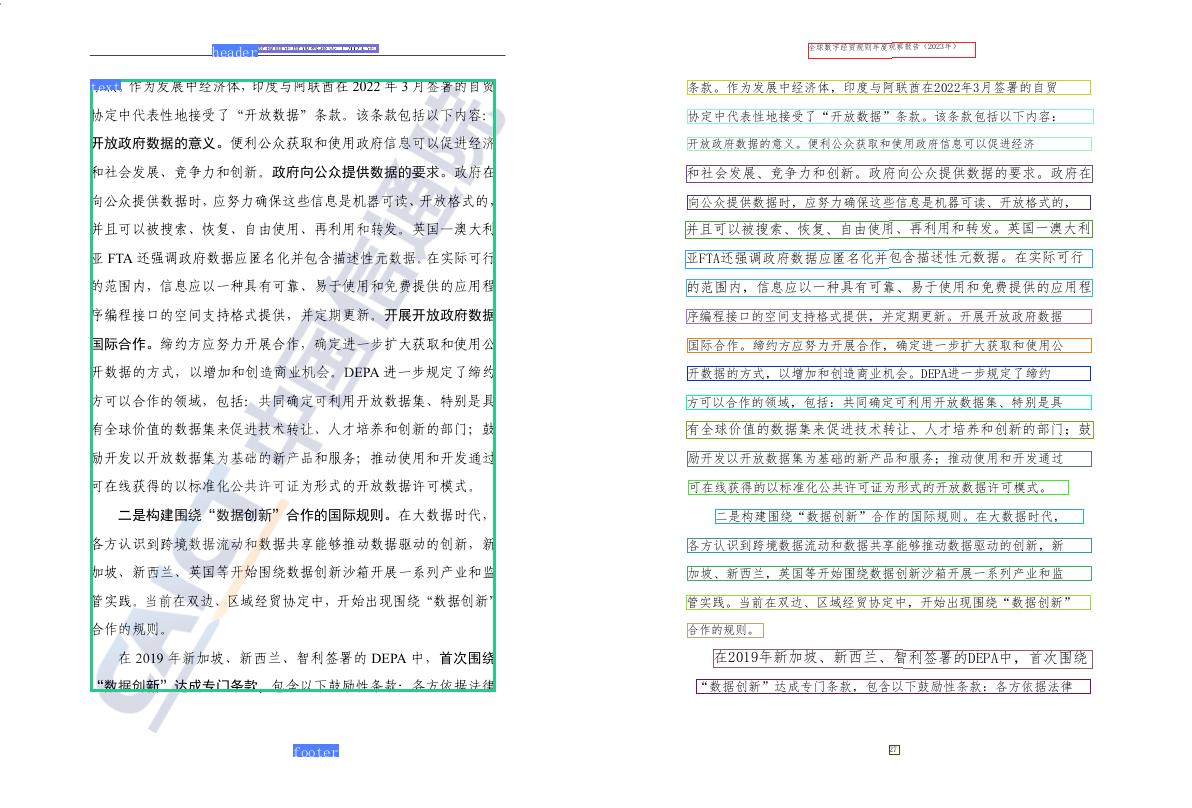 header
text 条款。作为发展中经济体，印度与阿联酋在 2022 年 3 月签署的自贸
协定中代表性地接受了“开放数据”条款。该条款包括以下内容：
开放政府数据的意义。便利公众获取和使用政府信息可以促进经济
和社会发展、竞争力和创新。政府向公众提供数据的要求。政府在
向公众提供数据时，应努力确保这些信息是机器可读、开放格式的，
并且可以被搜索、恢复、自由使用、再利用和转发。英国—澳大利
亚 FTA 还强调政府数据应匿名化并包含描述性元数据。在实际可行
的范围内，信息应以一种具有可靠、易于使用和免费提供的应用程
序编程接口的空间支持格式提供，并定期更新。开展开放政府数据
国际合作。缔约方应努力开展合作，确定进一步扩大获取和使用公
开数据的方式，以增加和创造商业机会。DEPA 进一步规定了缔约
方可以合作的领域，包括：共同确定可利用开放数据集、特别是具
有全球价值的数据集来促进技术转让、人才培养和创新的部门；鼓
励开发以开放数据集为基础的新产品和服务；推动使用和开发通过
可在线获得的以标准化公共许可证为形式的开放数据许可模式。
二是构建围绕“数据创新”合作的国际规则。在大数据时代，
各方认识到跨境数据流动和数据共享能够推动数据驱动的创新，新
加坡、新西兰、英国等开始围绕数据创新沙箱开展一系列产业和监
管实践。当前在双边、区域经贸协定中，开始出现围绕“数据创新”
合作的规则。
在 2019 年新加坡、新西兰、智利签署的 DEPA 中，首次围绕
“数据创新”达成专门条款，包含以下鼓励性条款：各方依据法律
footer
CAICT 中国信通院
全球数字经贸规则年度观察报告（2023年）
条款。作为发展中经济体，印度与阿联酋在2022年3月签署的自贸
协定中代表性地接受了“开放数据”条款。该条款包括以下内容：
开放政府数据的意义。便利公众获取和使用政府信息可以促进经济
和社会发展、竞争力和创新。政府向公众提供数据的要求。政府在
向公众提供数据时，应努力确保这些信息是机器可读、开放格式的，
并且可以被搜索、恢复、自由使用、再利用和转发。英国一澳大利
亚FTA还强调政府数据应匿名化并包含描述性元数据。在实际可行
的范围内，信息应以一种具有可靠、易于使用和免费提供的应用程
序编程接口的空间支持格式提供，并定期更新。开展开放政府数据
国际合作。缔约方应努力开展合作，确定进一步扩大获取和使用公
开数据的方式，以增加和创造商业机会。DEPA进一步规定了缔约
方可以合作的领域，包括：共同确定可利用开放数据集、特别是具
有全球价值的数据集来促进技术转让、人才培养和创新的部门；鼓
励开发以开放数据集为基础的新产品和服务；推动使用和开发通过
可在线获得的以标准化公共许可证为形式的开放数据许可模式。
二是构建围绕“数据创新”合作的国际规则。在大数据时代，
各方认识到跨境数据流动和数据共享能够推动数据驱动的创新，新
加坡、新西兰，英国等开始围绕数据创新沙箱开展一系列产业和监
管实践。当前在双边、区域经贸协定中，开始出现围绕“数据创新”
合作的规则。
在2019年新加坡、新西兰、智利签署的DEPA中，首次围绕
“数据创新”达成专门条款，包含以下鼓励性条款：各方依据法律
27